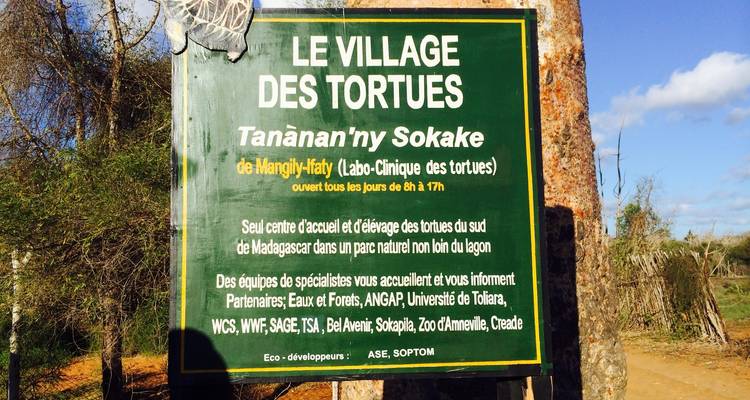 LE VILLAGE
DES TORTUES
Tanànan'ny Sokake
de Mangily-Ifaty (Labo-Clinique des tortues)
ouvert tous les jours de 8h à 17h
Seul centre d'accueil et d'élévage des tortues du sud
de Madagascar dans un parc naturel non loin du lagon
Des équipes de spécialistes vous accueillent et vous informent
Partenaires; Eaux et Forets, ANGAP, Université de Toliara,
WCS, WWF, SAGE, TSA , Bel Avenir, Sokapila, Zoo d'Amneville, Creade
Eco - développeurs : ASE, SOPTOM